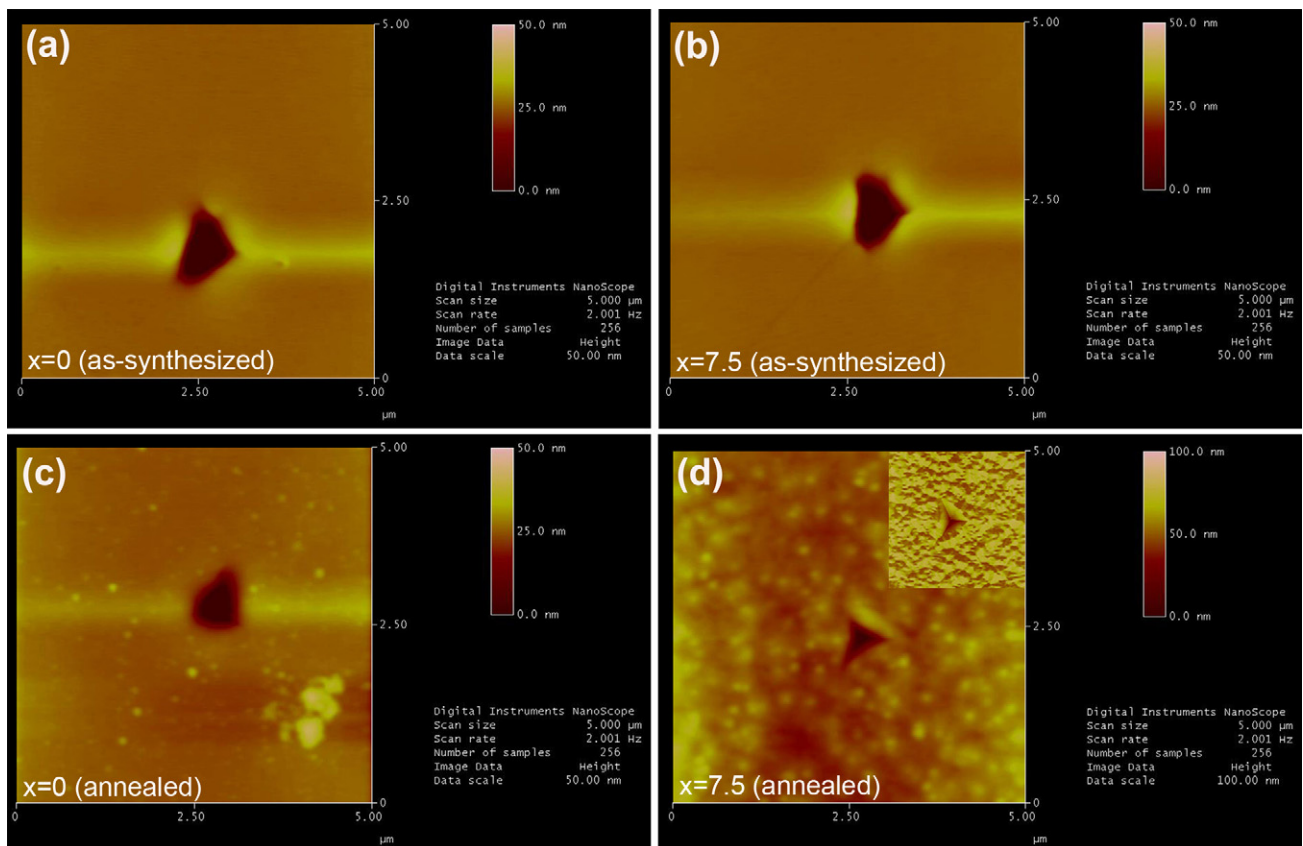 (a)
50.0 nm
25.0 nm
0.0 nm
5.00
2.50
0
Digital Instruments NanoScope
Scan size 5.000 µm
Scan rate 2.001 Hz
Number of samples 256
Image Data Height
Data scale 50.00 nm
x=0 (as-synthesized)
0 2.50 5.00
µm
(b)
50.0 nm
25.0 nm
0.0 nm
5.00
2.50
0
Digital Instruments NanoScope
Scan size 5.000 µm
Scan rate 2.001 Hz
Number of samples 256
Image Data Height
Data scale 50.00 nm
x=7.5 (as-synthesized)
0 2.50 5.00
µm
(c)
50.0 nm
25.0 nm
0.0 nm
5.00
2.50
0
Digital Instruments NanoScope
Scan size 5.000 µm
Scan rate 2.001 Hz
Number of samples 256
Image Data Height
Data scale 50.00 nm
x=0 (annealed)
0 2.50 5.00
µm
(d)
100.0 nm
50.0 nm
0.0 nm
5.00
2.50
0
Digital Instruments NanoScope
Scan size 5.000 µm
Scan rate 2.001 Hz
Number of samples 256
Image Data Height
Data scale 100.00 nm
x=7.5 (annealed)
0 2.50 5.00
µm